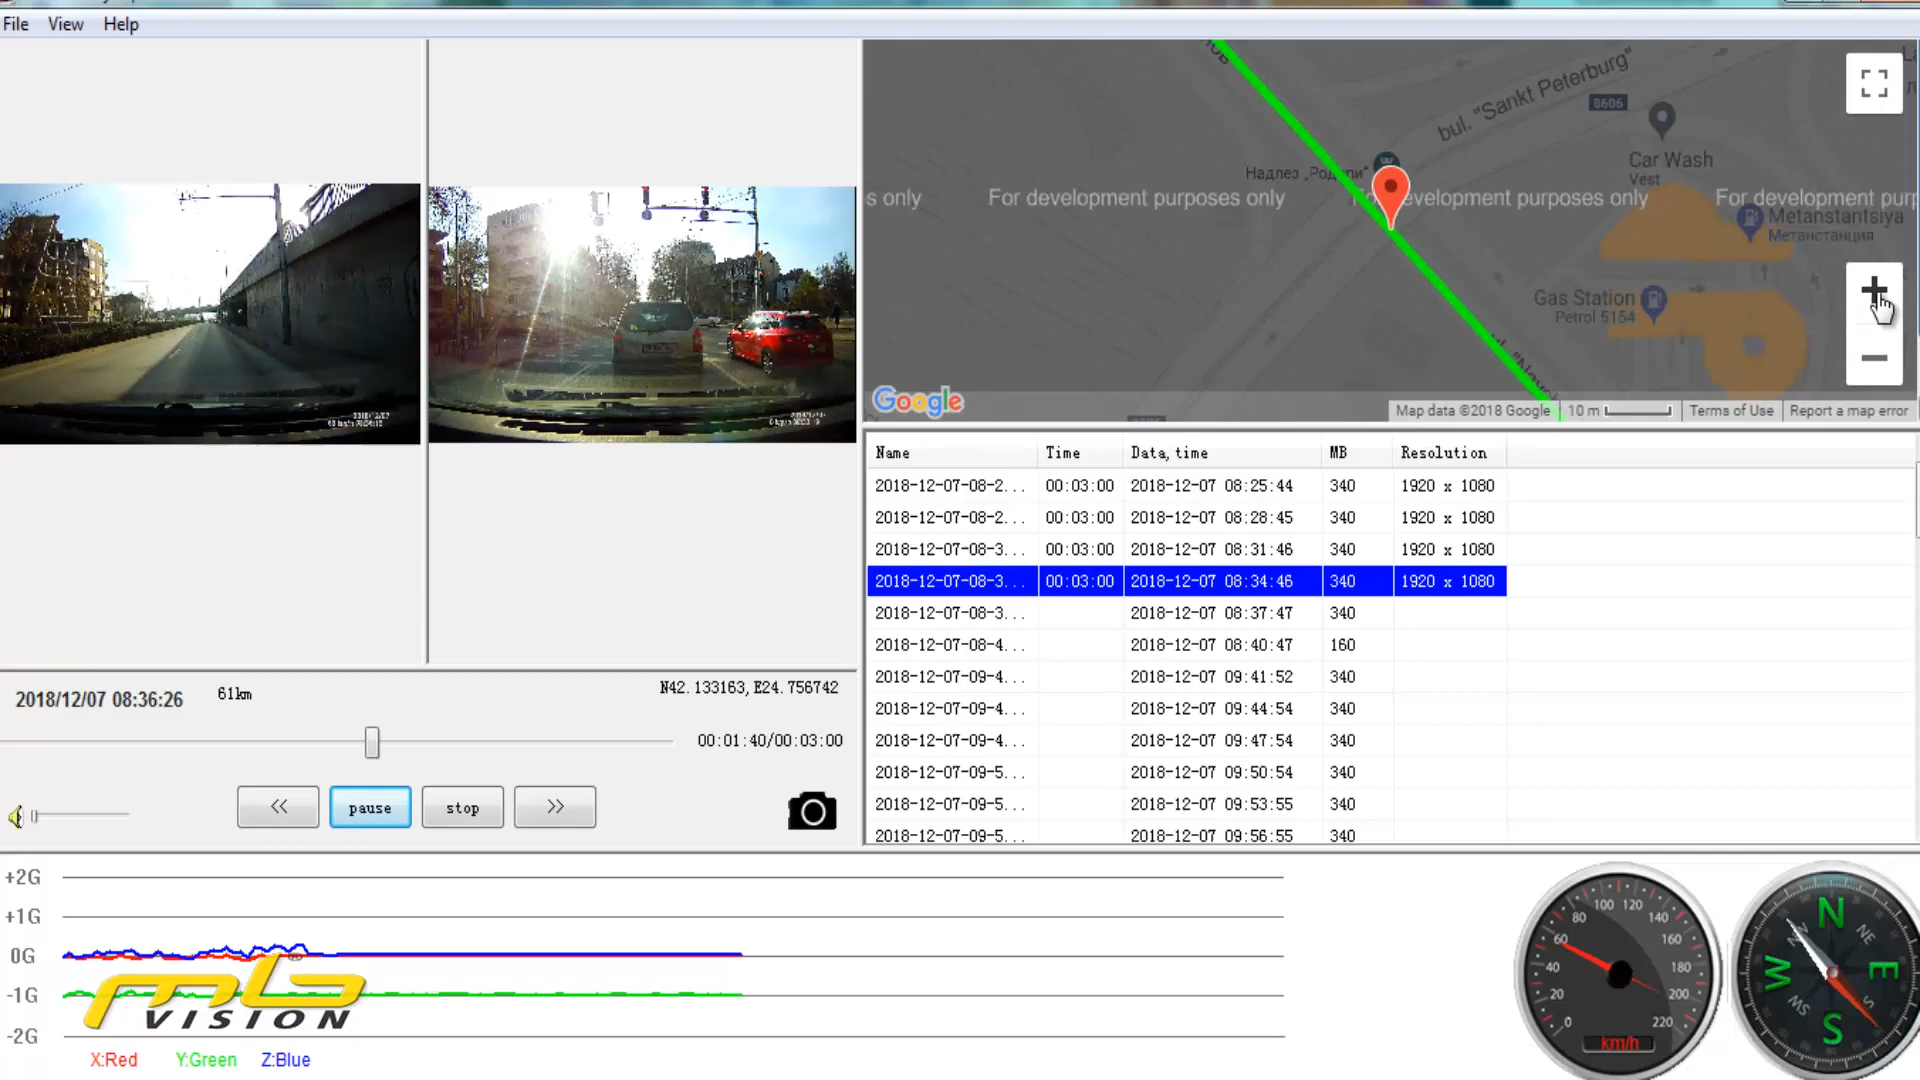 File View Help
bul. "Sankt Peterburg"
8606
Car Wash
Vest
Надлез „Родопи“
s only For development purposes only For development purposes only For development purp
Metanstantsiya
Метанстанция
Gas Station
Petrol 5154
Google
Map data ©2018 Google 10 m Terms of Use Report a map error
Name Time Data,time MB Resolution
2018-12-07-08-2... 00:03:00 2018-12-07 08:25:44 340 1920 x 1080
2018-12-07-08-2... 00:03:00 2018-12-07 08:28:45 340 1920 x 1080
2018-12-07-08-3... 00:03:00 2018-12-07 08:31:46 340 1920 x 1080
2018-12-07-08-3... 00:03:00 2018-12-07 08:34:46 340 1920 x 1080
2018-12-07-08-3... 2018-12-07 08:37:47 340
2018-12-07-08-4... 2018-12-07 08:40:47 160
2018-12-07-09-4... 2018-12-07 09:41:52 340
2018-12-07-09-4... 2018-12-07 09:44:54 340
2018-12-07-09-4... 2018-12-07 09:47:54 340
2018-12-07-09-5... 2018-12-07 09:50:54 340
2018-12-07-09-5... 2018-12-07 09:53:55 340
2018-12-07-09-5... 2018-12-07 09:56:55 340
2018/12/07 08:36:26 61km N42.133163,E24.756742
00:01:40/00:03:00
<< pause stop >>
+2G
+1G
0G
-1G
-2G
mb
VISION
X:Red Y:Green Z:Blue
0 20 40 60 80 100 120 140 160 180 200 220
km/h
N NE E S SW W NW